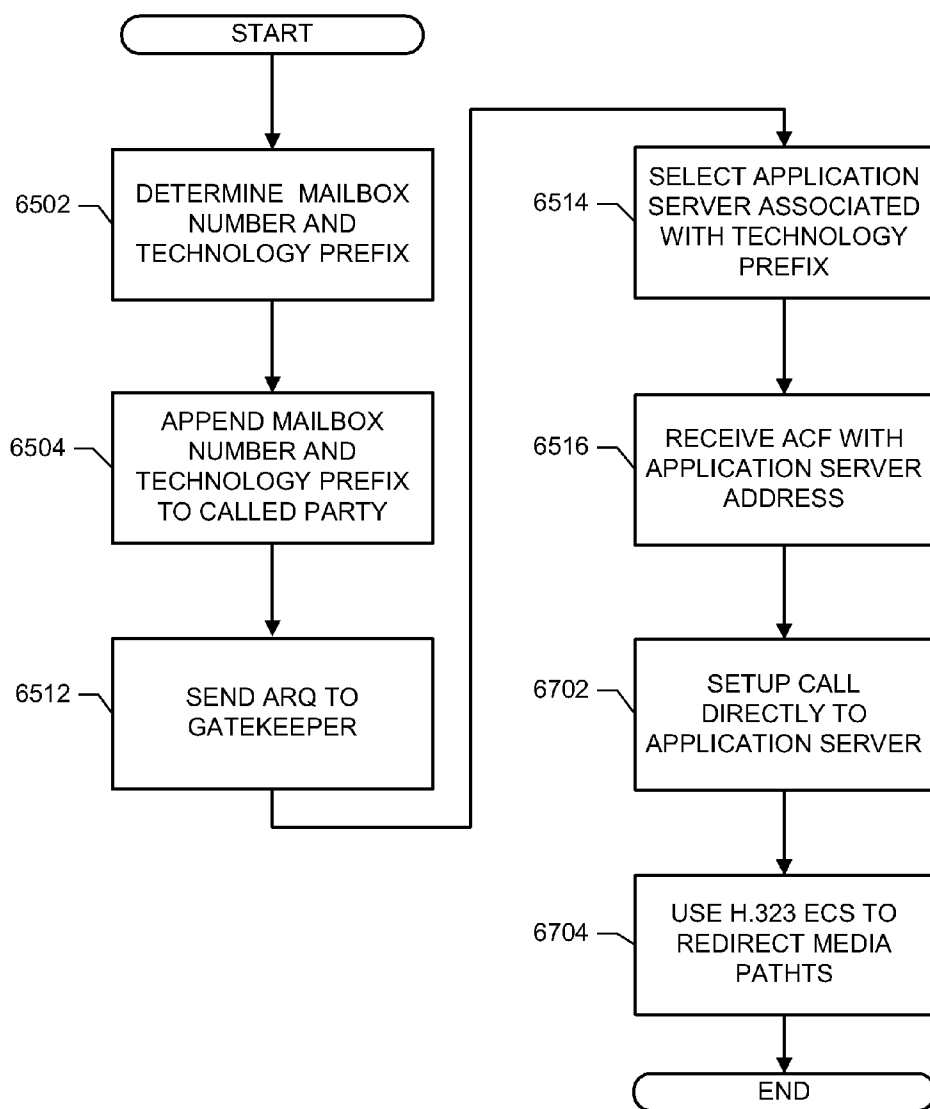 START
6502
DETERMINE MAILBOX
NUMBER AND
TECHNOLOGY PREFIX
6504
APPEND MAILBOX
NUMBER AND
TECHNOLOGY PREFIX
TO CALLED PARTY
6512
SEND ARQ TO
GATEKEEPER
6514
SELECT APPLICATION
SERVER ASSOCIATED
WITH TECHNOLOGY
PREFIX
6516
RECEIVE ACF WITH
APPLICATION SERVER
ADDRESS
6702
SETUP CALL
DIRECTLY TO
APPLICATION SERVER
6704
USE H.323 ECS TO
REDIRECT MEDIA
PATHTS
END